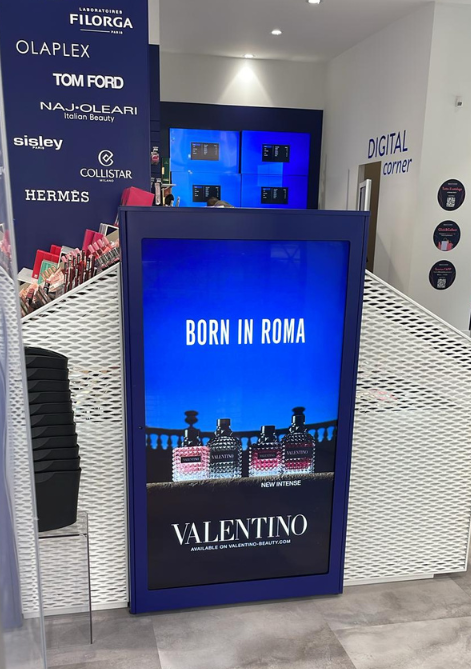 LABORATOIRES
FILORGA
PARIS
OLAPLEX
TOM FORD
NAJ•OLEARI
Italian Beauty
sisley
PARIS
COLLISTAR
MILANO
HERMÈS
DIGITAL
corner
BORN IN ROMA
NEW INTENSE
VALENTINO
AVAILABLE ON VALENTINO-BEAUTY.COM